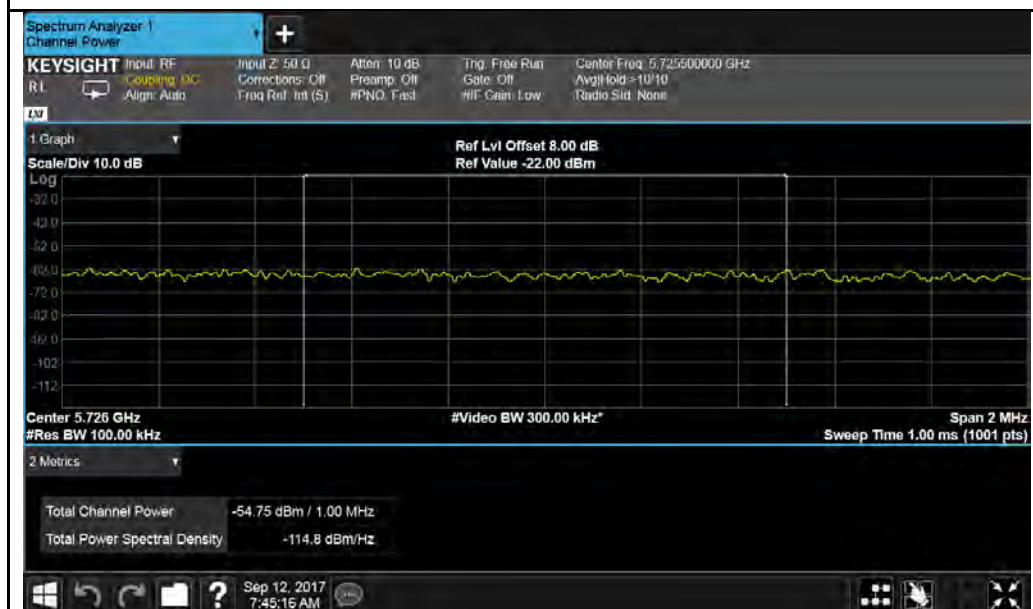 Spectrum Analyzer 1
Channel Power
+
KEYSIGHT
RL
LXI
Input: RF
Coupling: DC
Align: Auto
Input Z: 50 Ω
Corrections: Off
Freq Ref: Int (S)
Atten: 10 dB
Preamp: Off
#PNO: Fast
Trig: Free Run
Gate: Off
#IF Gain: Low
Center Freq: 5.725500000 GHz
Avg|Hold:>10/10
Radio Std: None
1 Graph
Scale/Div 10.0 dB
Ref Lvl Offset 8.00 dB
Ref Value -22.00 dBm
Log
-32.0
-42.0
-52.0
-62.0
-72.0
-82.0
-92.0
-102
-112
Center 5.726 GHz
#Video BW 300.00 kHz*
Span 2 MHz
#Res BW 100.00 kHz
Sweep Time 1.00 ms (1001 pts)
2 Metrics
Total Channel Power -54.75 dBm / 1.00 MHz
Total Power Spectral Density -114.8 dBm/Hz
?
Sep 12, 2017
7:45:16 AM